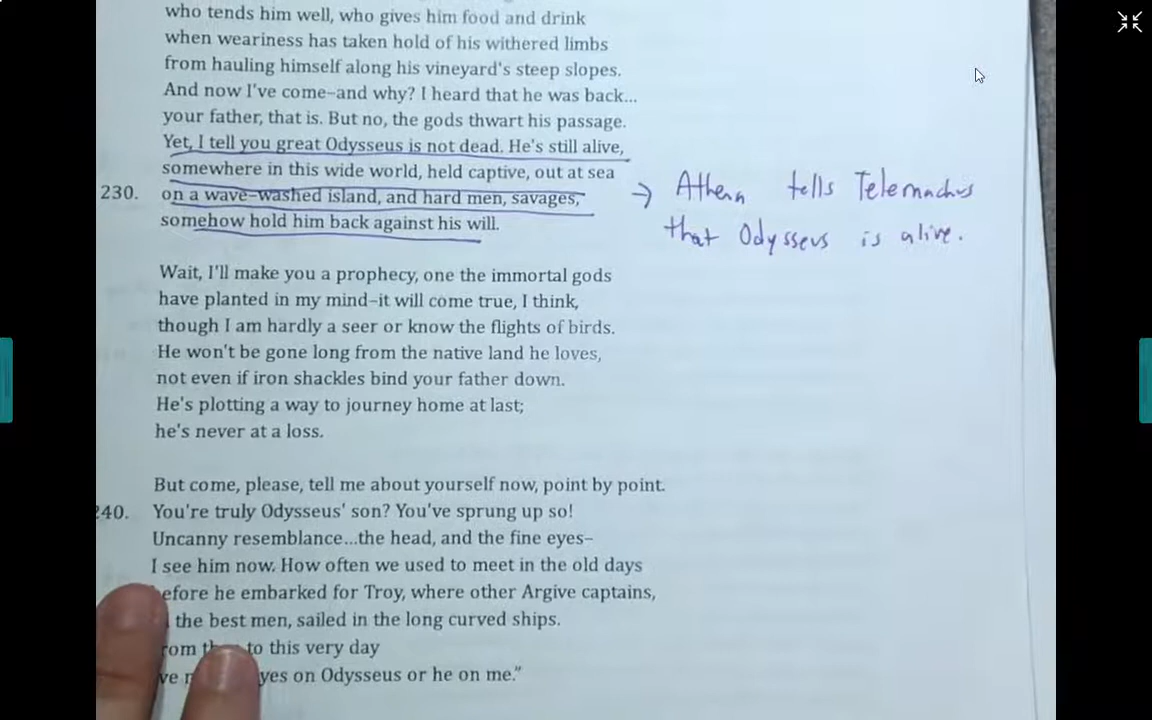 who tends him well, who gives him food and drink
when weariness has taken hold of his withered limbs
from hauling himself along his vineyard's steep slopes.
And now I've come–and why? I heard that he was back...
your father, that is. But no, the gods thwart his passage.
Yet, I tell you great Odysseus is not dead. He's still alive,
somewhere in this wide world, held captive, out at sea
230. on a wave–washed island, and hard men, savages,
somehow hold him back against his will.
→ Athena tells Telemachus
that Odysseus is alive.
Wait, I'll make you a prophecy, one the immortal gods
have planted in my mind–it will come true, I think,
though I am hardly a seer or know the flights of birds.
He won't be gone long from the native land he loves,
not even if iron shackles bind your father down.
He's plotting a way to journey home at last;
he's never at a loss.
But come, please, tell me about yourself now, point by point.
240. You're truly Odysseus' son? You've sprung up so!
Uncanny resemblance...the head, and the fine eyes–
I see him now. How often we used to meet in the old days
efore he embarked for Troy, where other Argive captains,
the best men, sailed in the long curved ships.
rom to this very day
yes on Odysseus or he on me."